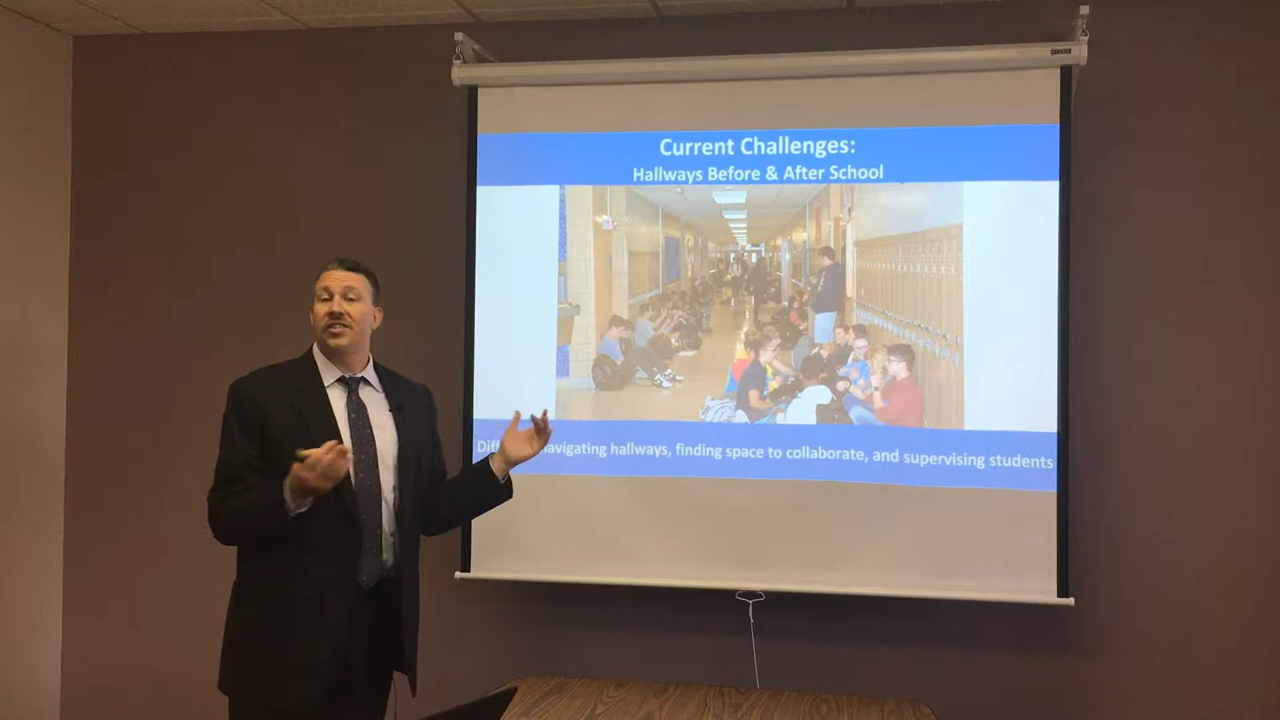 Current Challenges:
Hallways Before & After School
navigating hallways, finding space to collaborate, and supervising students